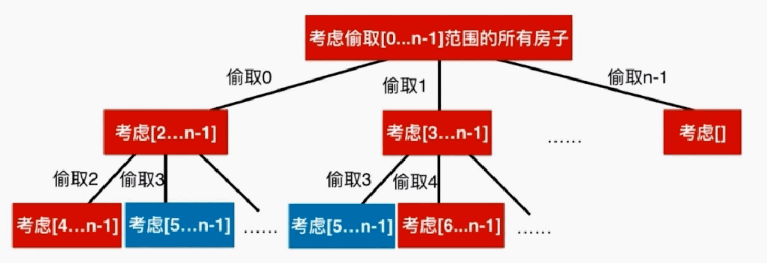 考虑偷取[0...n-1]范围的所有房子
偷取0
偷取1
偷取n-1
考虑[2...n-1]
考虑[3...n-1]
......
考虑[]
偷取2
偷取3
偷取3
偷取4
考虑[4...n-1]
考虑[5...n-1]
......
考虑[5...n-1]
考虑[6...n-1]
......